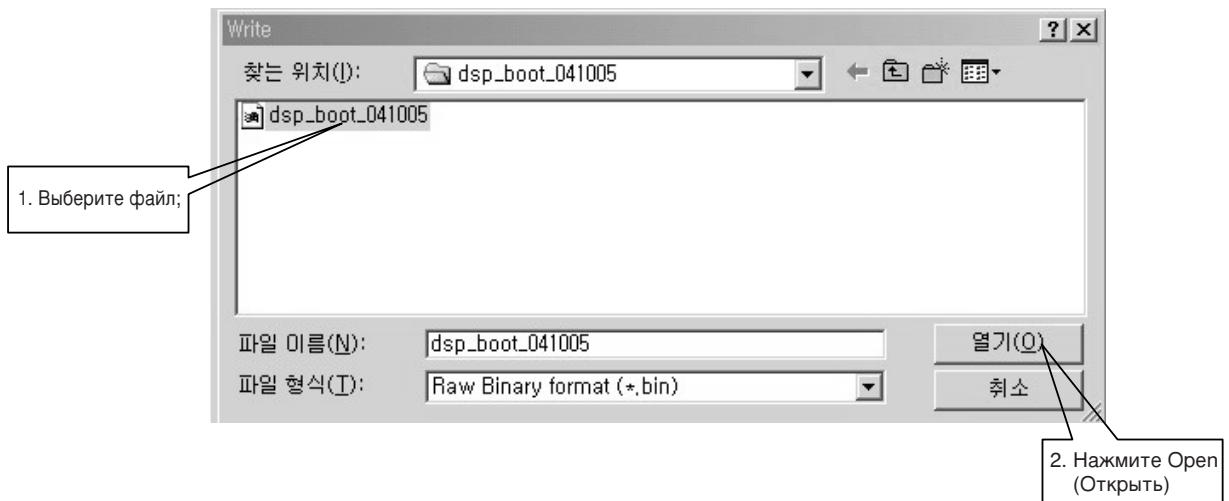 Write
찾는 위치(I):
dsp_boot_041005
dsp_boot_041005
1. Выберите файл;
파일 이름(N):
dsp_boot_041005
열기(O)
파일 형식(T):
Raw Binary format (*.bin)
취소
2. Нажмите Open
(Открыть)